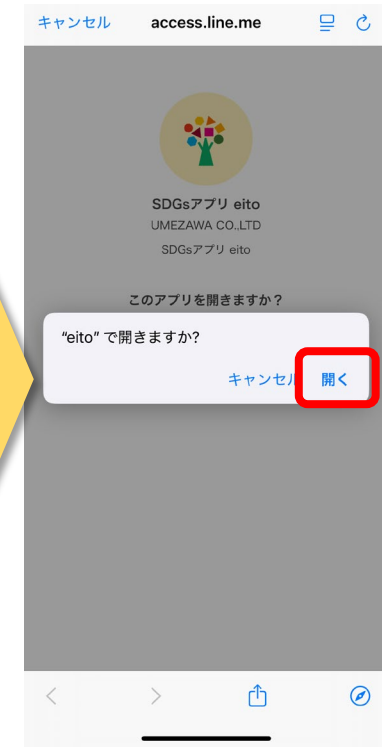 キャンセル access.line.me
SDGsアプリ eito
UMEZAWA CO.,LTD
SDGsアプリ eito
このアプリを開きますか？
“eito” で開きますか?
キャンセル 開く